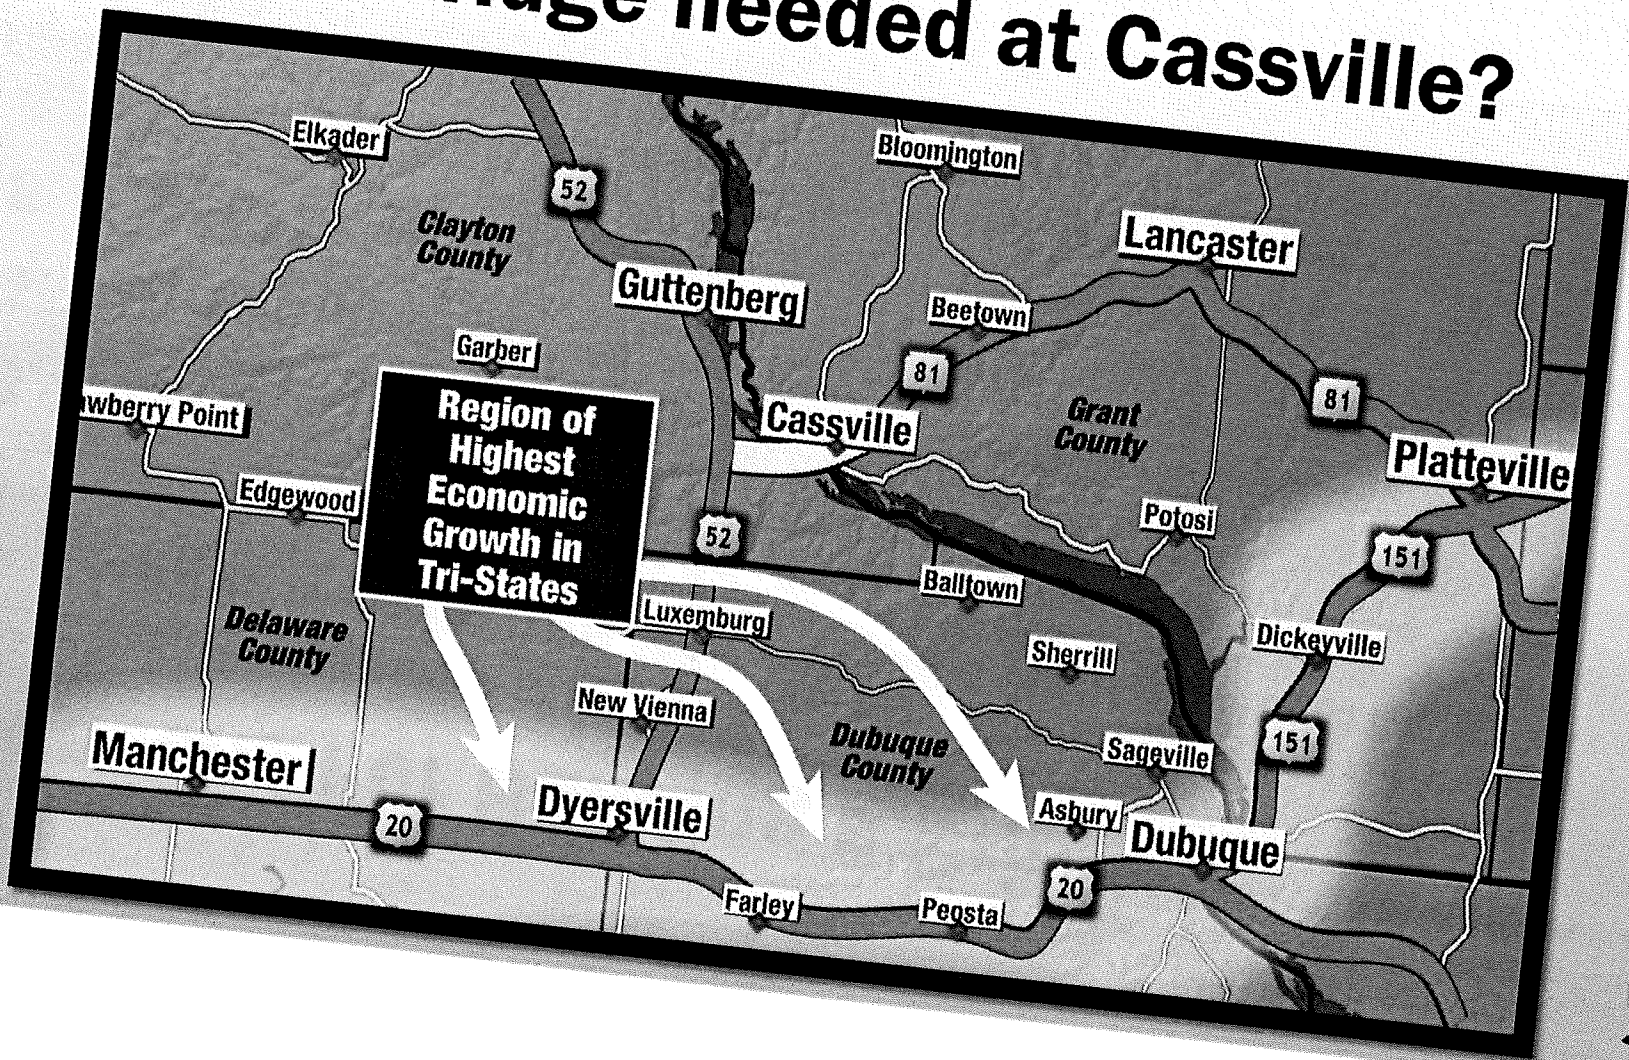 needed at Cassville?
Elkader
Bloomington
52
Clayton
County
Lancaster
Guttenberg
Beetown
Garber
81
81
Grant
County
Region of
Highest
Economic
Growth in
Tri-States
Cassville
awberry Point
Platteville
Edgewood
Potosi
52
151
Balltown
Luxemburg
Delaware
County
Dickeyville
Sherrill
New Vienna
Dubuque
County
151
Sageville
Manchester
Dyersville
Asbury
Dubuque
20
20
Farley
Peosta